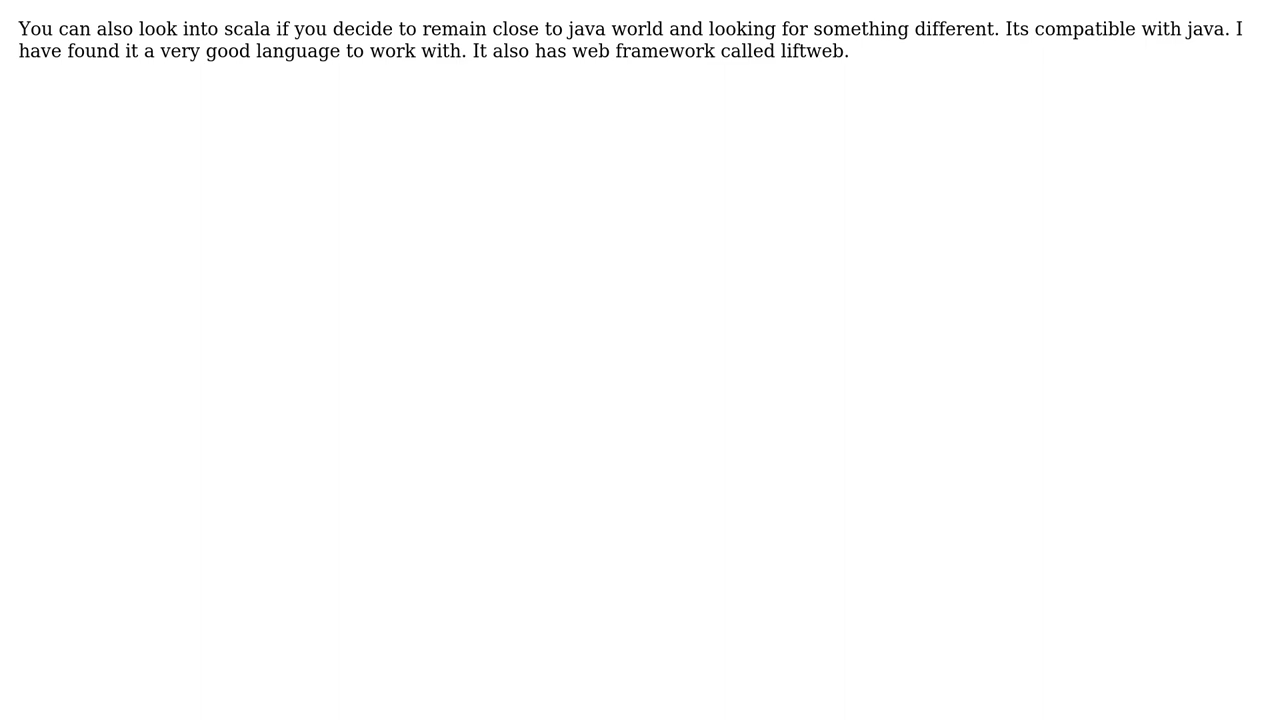 You can also look into scala if you decide to remain close to java world and looking for something different. Its compatible with java. I
have found it a very good language to work with. It also has web framework called liftweb.